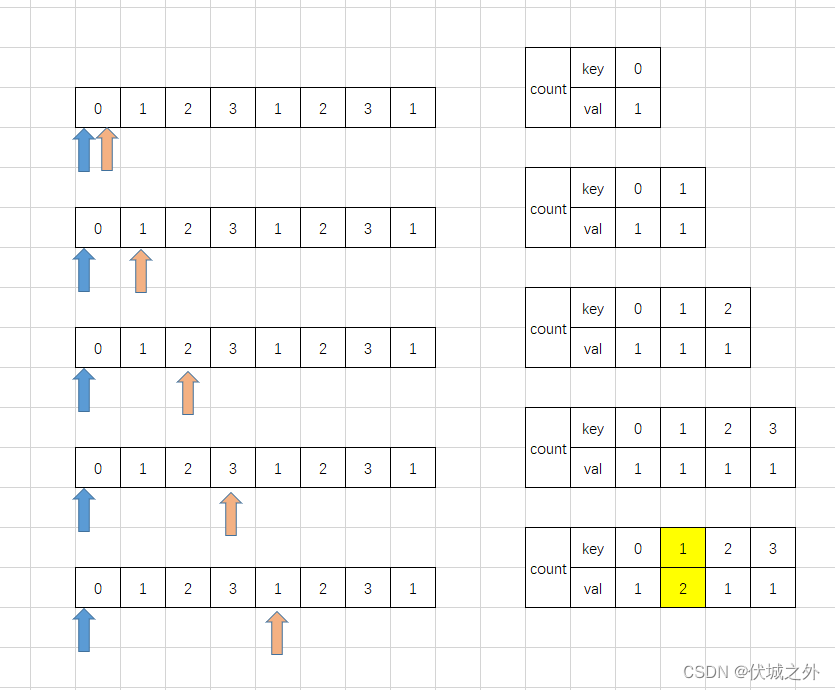 0 1 2 3 1 2 3 1
count key 0
val 1
0 1 2 3 1 2 3 1
count key 0 1
val 1 1
0 1 2 3 1 2 3 1
count key 0 1 2
val 1 1 1
0 1 2 3 1 2 3 1
count key 0 1 2 3
val 1 1 1 1
0 1 2 3 1 2 3 1
count key 0 1 2 3
val 1 2 1 1
CSDN @伏城之外